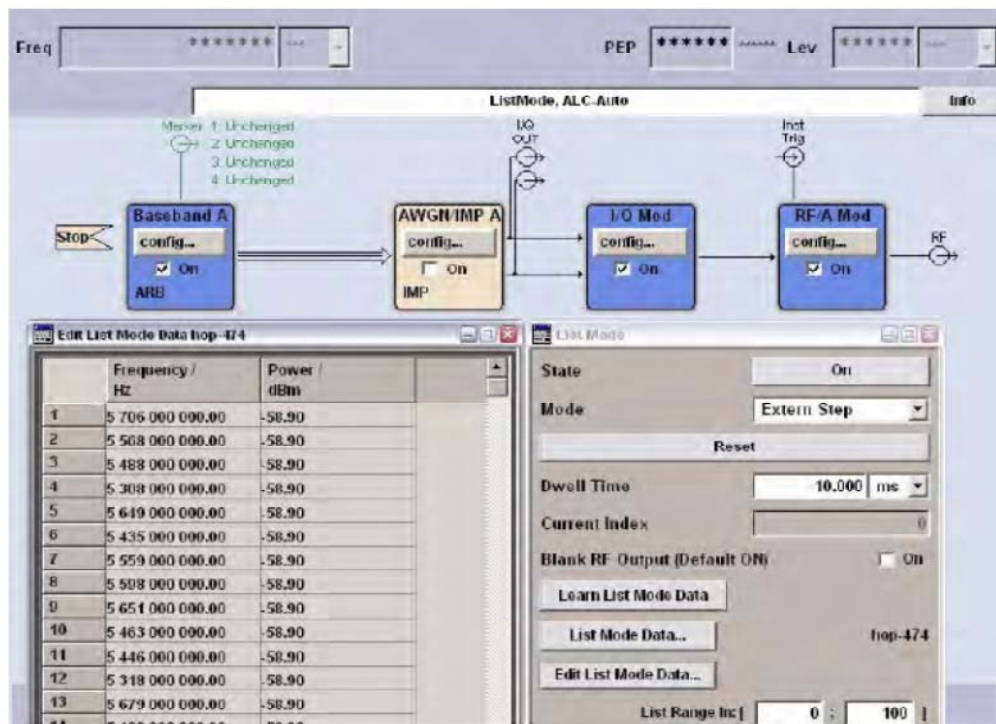 Freq ******* --- PEP ****** ------ Lev ****** ---
ListMode, ALC-Auto Info
Marker 1: Unchanged
2: Unchanged
3: Unchanged
4: Unchanged
I/Q
OUT
Inst
Trig
Stop
Baseband A
config...
On
ARB
AWGN/IMP A
config...
On
IMP
I/Q Mod
config...
On
RF/A Mod
config...
On
RF
Edit List Mode Data hop-474
Frequency /
Hz
Power /
dBm
1 5 706 000 000.00 -58.90
2 5 568 000 000.00 -58.90
3 5 488 000 000.00 -58.90
4 5 308 000 000.00 -58.90
5 5 649 000 000.00 -58.90
6 5 435 000 000.00 -58.90
7 5 559 000 000.00 -58.90
8 5 598 000 000.00 -58.90
9 5 651 000 000.00 -58.90
10 5 463 000 000.00 -58.90
11 5 446 000 000.00 -58.90
12 5 318 000 000.00 -58.90
13 5 679 000 000.00 -58.90
List Mode
State On
Mode Extern Step
Reset
Dwell Time 10.000 ms
Current Index 0
Blank RF Output (Default ON) On
Learn List Mode Data
List Mode Data... hop-474
Edit List Mode Data...
List Range In: [ 0 : 100 ]